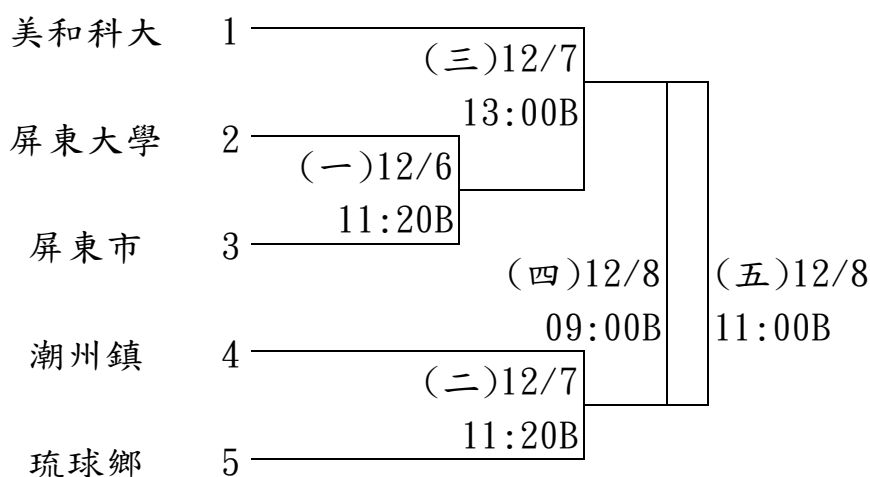 美和科大 1
(三)12/7
13:00B
屏東大學 2
(一)12/6
11:20B
屏東市 3
(四)12/8 (五)12/8
09:00B 11:00B
潮州鎮 4
(二)12/7
11:20B
琉球鄉 5